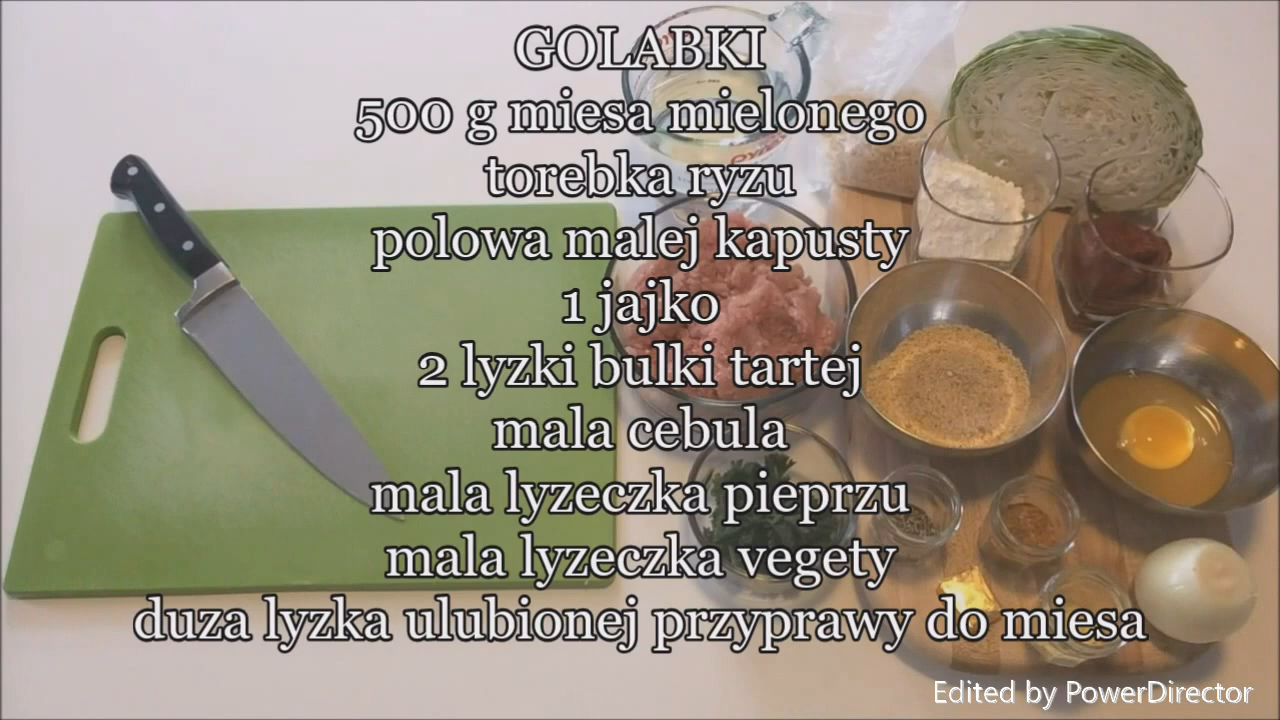 GOLABKI
500 g miesa mielonego
torebka ryzu
polowa malej kapusty
1 jajko
2 lyzki bulki tartej
mala cebula
mala lyzeczka pieprzu
mala lyzeczka vegety
duza lyzka ulubionej przyprawy do miesa
Edited by PowerDirector